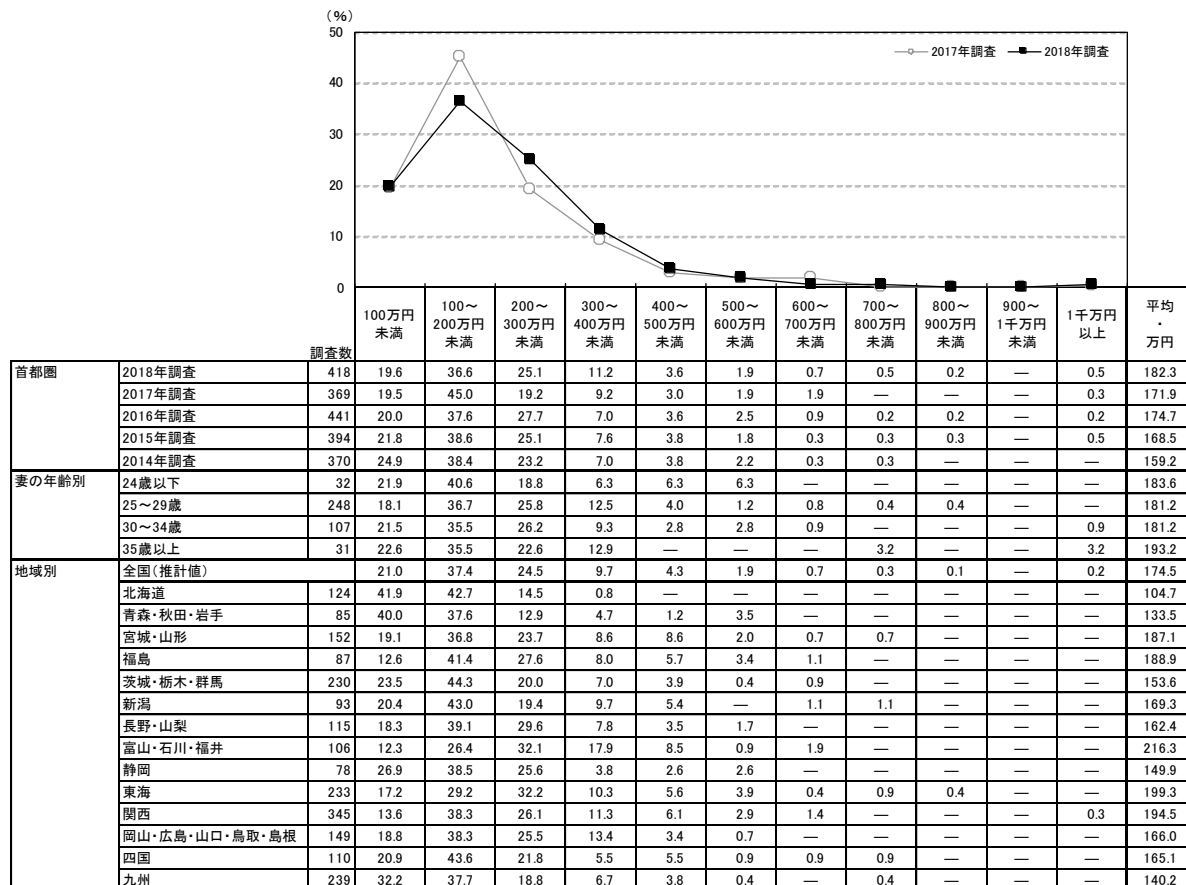 （%）
50
40
30
20
10
0
2017年調査 2018年調査
調査数 100万円未満 100～200万円未満 200～300万円未満 300～400万円未満 400～500万円未満 500～600万円未満 600～700万円未満 700～800万円未満 800～900万円未満 900～1千万円未満 1千万円以上 平均・万円
首都圏 2018年調査 418 19.6 36.6 25.1 11.2 3.6 1.9 0.7 0.5 0.2 — 0.5 182.3
2017年調査 369 19.5 45.0 19.2 9.2 3.0 1.9 1.9 — — — 0.3 171.9
2016年調査 441 20.0 37.6 27.7 7.0 3.6 2.5 0.9 0.2 0.2 — 0.2 174.7
2015年調査 394 21.8 38.6 25.1 7.6 3.8 1.8 0.3 0.3 0.3 — 0.5 168.5
2014年調査 370 24.9 38.4 23.2 7.0 3.8 2.2 0.3 0.3 — — — 159.2
妻の年齢別 24歳以下 32 21.9 40.6 18.8 6.3 6.3 6.3 — — — — — 183.6
25～29歳 248 18.1 36.7 25.8 12.5 4.0 1.2 0.8 0.4 0.4 — — 181.2
30～34歳 107 21.5 35.5 26.2 9.3 2.8 2.8 0.9 — — — 0.9 181.2
35歳以上 31 22.6 35.5 22.6 12.9 — — — 3.2 — — 3.2 193.2
地域別 全国（推計値） 21.0 37.4 24.5 9.7 4.3 1.9 0.7 0.3 0.1 — 0.2 174.5
北海道 124 41.9 42.7 14.5 0.8 — — — — — — — 104.7
青森・秋田・岩手 85 40.0 37.6 12.9 4.7 1.2 3.5 — — — — — 133.5
宮城・山形 152 19.1 36.8 23.7 8.6 8.6 2.0 0.7 0.7 — — — 187.1
福島 87 12.6 41.4 27.6 8.0 5.7 3.4 1.1 — — — — 188.9
茨城・栃木・群馬 230 23.5 44.3 20.0 7.0 3.9 0.4 0.9 — — — — 153.6
新潟 93 20.4 43.0 19.4 9.7 5.4 — 1.1 1.1 — — — 169.3
長野・山梨 115 18.3 39.1 29.6 7.8 3.5 1.7 — — — — — 162.4
富山・石川・福井 106 12.3 26.4 32.1 17.9 8.5 0.9 1.9 — — — — 216.3
静岡 78 26.9 38.5 25.6 3.8 2.6 2.6 — — — — — 149.9
東海 233 17.2 29.2 32.2 10.3 5.6 3.9 0.4 0.9 0.4 — — 199.3
関西 345 13.6 38.3 26.1 11.3 6.1 2.9 1.4 — — — 0.3 194.5
岡山・広島・山口・鳥取・島根 149 18.8 38.3 25.5 13.4 3.4 0.7 — — — — — 166.0
四国 110 20.9 43.6 21.8 5.5 5.5 0.9 0.9 0.9 — — — 165.1
九州 239 32.2 37.7 18.8 6.7 3.8 0.4 — 0.4 — — — 140.2